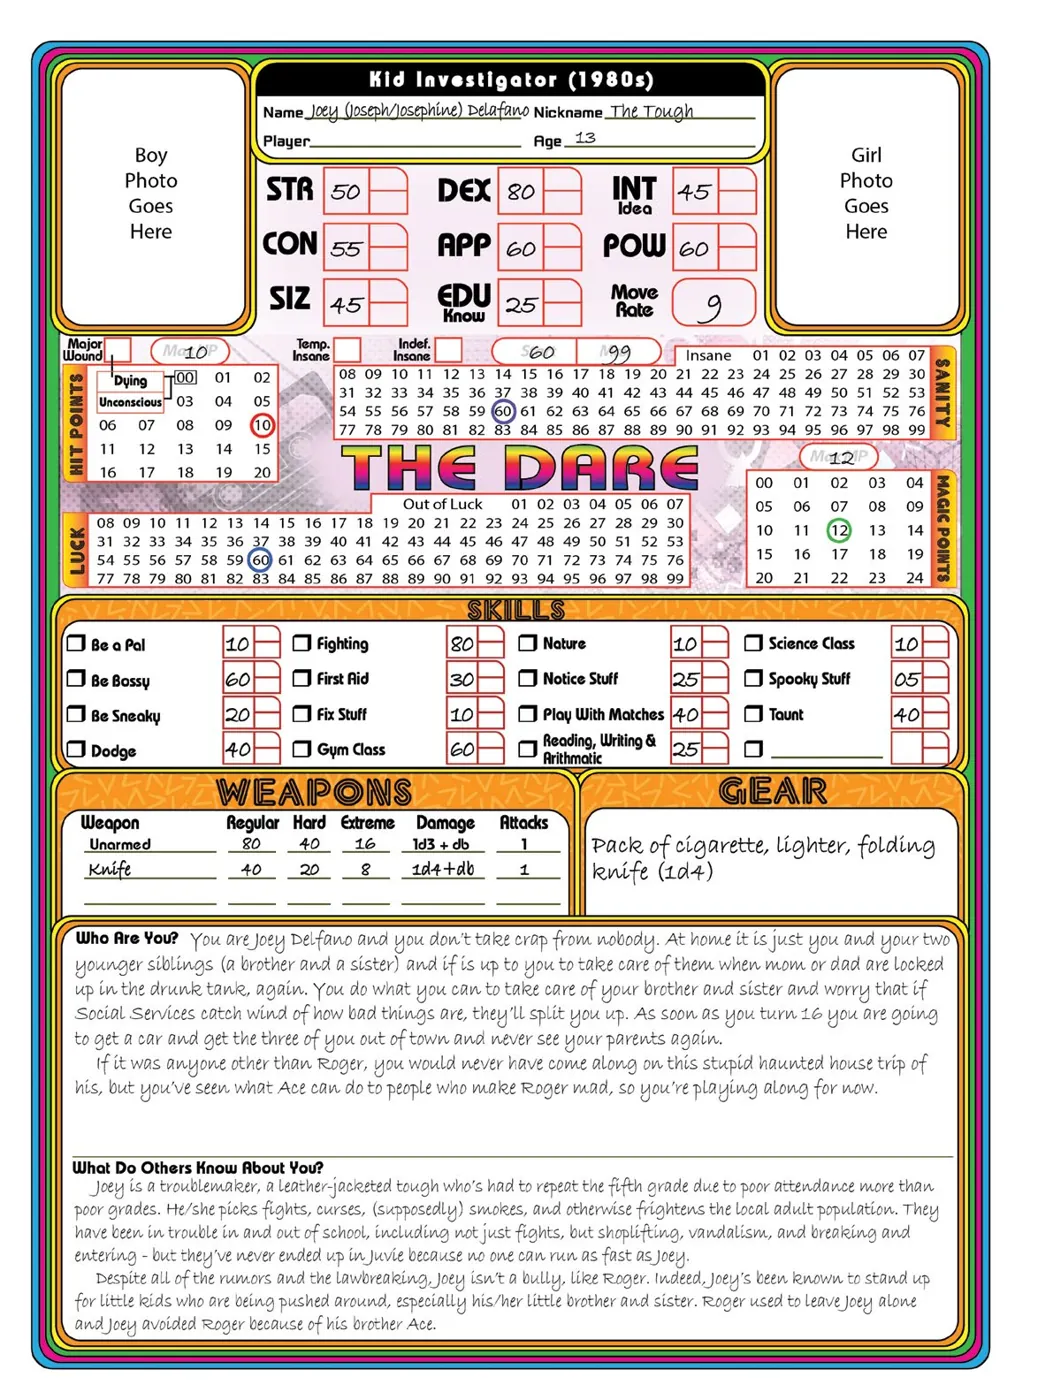 Kid Investigator (1980s)
Name Joey (Joseph/Josephine) Delafano Nickname The Tough
Player Age 13
Boy
Photo
Goes
Here
Girl
Photo
Goes
Here
STR 50 DEX 80 INT Idea 45
CON 55 APP 60 POW 60
SIZ 45 EDU Know 25 Move Rate 9
Major Wound 10 Temp. Insane Indef. Insane 60 99
HIT POINTS
Dying 00 01 02
Unconscious 03 04 05
06 07 08 09 10
11 12 13 14 15
16 17 18 19 20
Insane 01 02 03 04 05 06 07
08 09 10 11 12 13 14 15 16 17 18 19 20 21 22 23 24 25 26 27 28 29 30
31 32 33 34 35 36 37 38 39 40 41 42 43 44 45 46 47 48 49 50 51 52 53
54 55 56 57 58 59 60 61 62 63 64 65 66 67 68 69 70 71 72 73 74 75 76
77 78 79 80 81 82 83 84 85 86 87 88 89 90 91 92 93 94 95 96 97 98 99
SANITY
THE DARE
12
00 01 02 03 04
05 06 07 08 09
10 11 12 13 14
15 16 17 18 19
20 21 22 23 24
MAGIC POINTS
LUCK
Out of Luck 01 02 03 04 05 06 07
08 09 10 11 12 13 14 15 16 17 18 19 20 21 22 23 24 25 26 27 28 29 30
31 32 33 34 35 36 37 38 39 40 41 42 43 44 45 46 47 48 49 50 51 52 53
54 55 56 57 58 59 60 61 62 63 64 65 66 67 68 69 70 71 72 73 74 75 76
77 78 79 80 81 82 83 84 85 86 87 88 89 90 91 92 93 94 95 96 97 98 99
SKILLS
Be a Pal 10 Fighting 80 Nature 10 Science Class 10
Be Bossy 60 First Aid 30 Notice Stuff 25 Spooky Stuff 05
Be Sneaky 20 Fix Stuff 10 Play With Matches 40 Taunt 40
Dodge 40 Gym Class 60 Reading, Writing & Arithmatic 25
WEAPONS
Weapon Regular Hard Extreme Damage Attacks
Unarmed 80 40 16 1d3 + db 1
Knife 40 20 8 1d4+db 1
GEAR
Pack of cigarette, lighter, folding
knife (1d4)
Who Are You? You are Joey Delfano and you don't take crap from nobody. At home it is just you and your two
younger siblings (a brother and a sister) and if is up to you to take care of them when mom or dad are locked
up in the drunk tank, again. You do what you can to take care of your brother and sister and worry that if
Social Services catch wind of how bad things are, they'll split you up. As soon as you turn 16 you are going
to get a car and get the three of you out of town and never see your parents again.
If it was anyone other than Roger, you would never have come along on this stupid haunted house trip of
his, but you've seen what Ace can do to people who make Roger mad, so you're playing along for now.
What Do Others Know About You?
Joey is a troublemaker, a leather-jacketed tough who's had to repeat the fifth grade due to poor attendance more than
poor grades. He/she picks fights, curses, (supposedly) smokes, and otherwise frightens the local adult population. They
have been in trouble in and out of school, including not just fights, but shoplifting, vandalism, and breaking and
entering - but they've never ended up in Juvie because no one can run as fast as Joey.
Despite all of the rumors and the lawbreaking, Joey isn't a bully, like Roger. Indeed, Joey's been known to stand up
for little kids who are being pushed around, especially his/her little brother and sister. Roger used to leave Joey alone
and Joey avoided Roger because of his brother Ace.